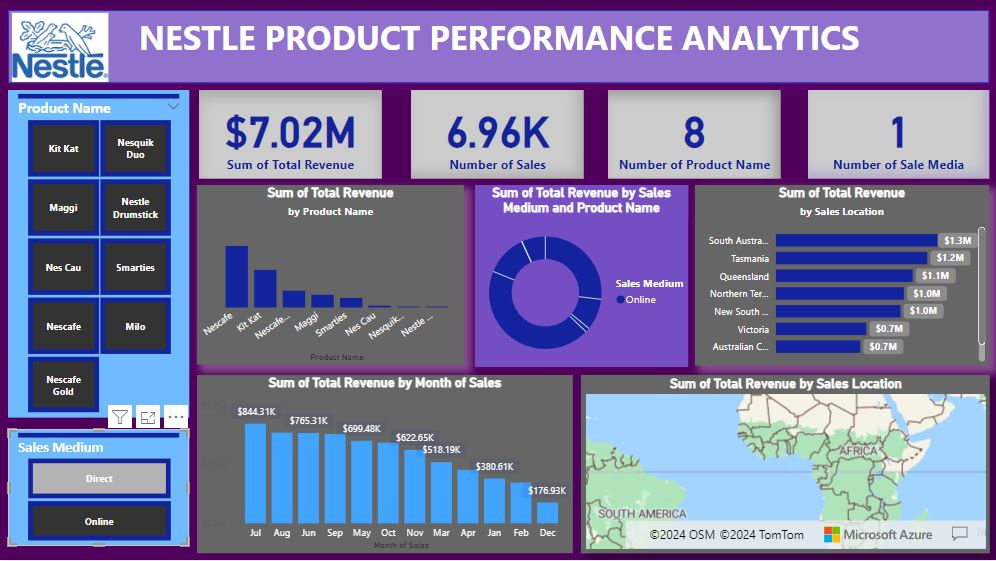 NESTLE PRODUCT PERFORMANCE ANALYTICS
Nestlé
Product Name
Kit Kat
Nesquik Duo
Maggi
Nestle Drumstick
Nes Cau
Smarties
Nescafe
Milo
Nescafe Gold
Sales Medium
Direct
Online
$7.02M
Sum of Total Revenue
6.96K
Number of Sales
8
Number of Product Name
1
Number of Sale Media
Sum of Total Revenue
by Product Name
Nescafe
Kit Kat
Nescafe...
Maggi
Smarties
Nes Cau
Nesquik...
Nestle ...
Product Name
Sum of Total Revenue by Sales
Medium and Product Name
Sales Medium
Online
Sum of Total Revenue
by Sales Location
South Austra... $1.3M
Tasmania $1.2M
Queensland $1.1M
Northern Ter... $1.0M
New South ... $1.0M
Victoria $0.7M
Australian C... $0.7M
Sum of Total Revenue by Month of Sales
$844.31K
$765.31K
$699.48K
$622.65K
$518.19K
$380.61K
$176.93K
Jul Aug Jun Sep May Oct Nov Mar Apr Jan Feb Dec
Month of Sales
Sum of Total Revenue by Sales Location
AFRICA
SOUTH AMERICA
©2024 OSM ©2024 TomTom
Microsoft Azure